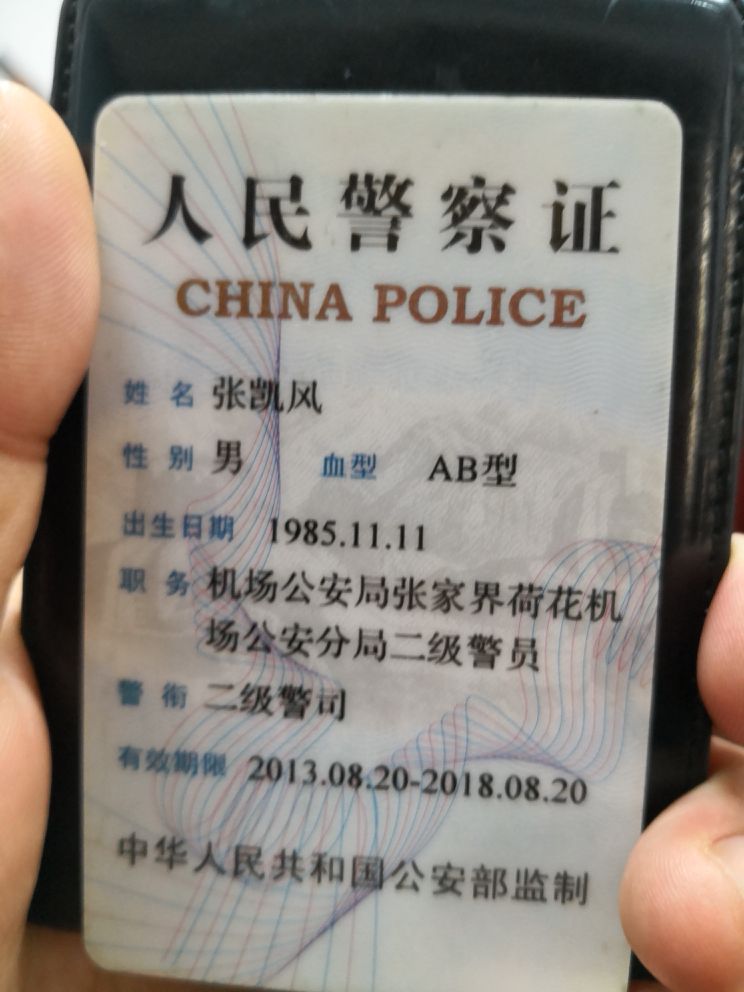 人民警察证
CHINA POLICE
姓名 张凯风
性别 男 血型 AB型
出生日期 1985.11.11
职务 机场公安局张家界荷花机
场公安分局二级警员
警衔 二级警司
有效期限 2013.08.20-2018.08.20
中华人民共和国公安部监制